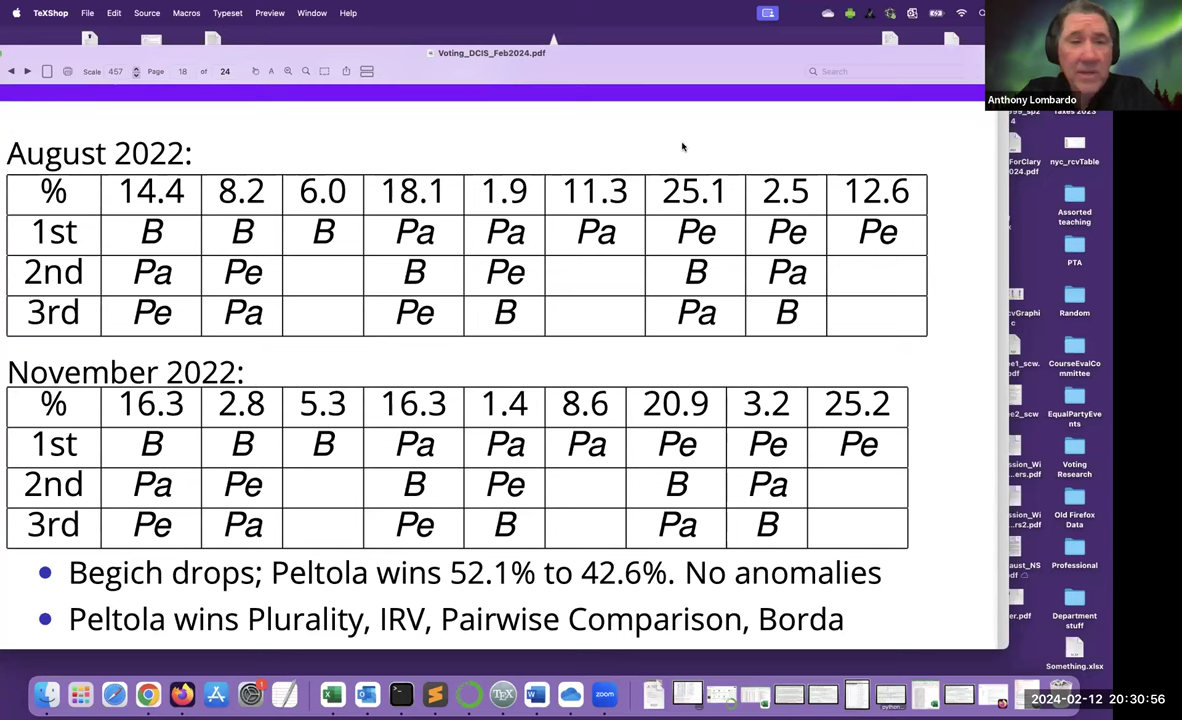 TeXShop File Edit Source Macros Typeset Preview Window Help
Voting_DCIS_Feb2024.pdf
Scale 457 Page 18 of 24 Search
Anthony Lombardo
August 2022:
% 14.4 8.2 6.0 18.1 1.9 11.3 25.1 2.5 12.6
1st B B B Pa Pa Pa Pe Pe Pe
2nd Pa Pe B Pe B Pa
3rd Pe Pa Pe B Pa B
November 2022:
% 16.3 2.8 5.3 16.3 1.4 8.6 20.9 3.2 25.2
1st B B B Pa Pa Pa Pe Pe Pe
2nd Pa Pe B Pe B Pa
3rd Pe Pa Pe B Pa B
• Begich drops; Peltola wins 52.1% to 42.6%. No anomalies
• Peltola wins Plurality, IRV, Pairwise Comparison, Borda
nyc_rcvTable
Assorted
teaching
PTA
Random
CourseEvalCom
mittee
EqualPartyEve
nts
Voting
Research
Old Firefox
Data
Professional
Department
stuff
Something.xlsx
zoom
2024-02-12 20:30:56